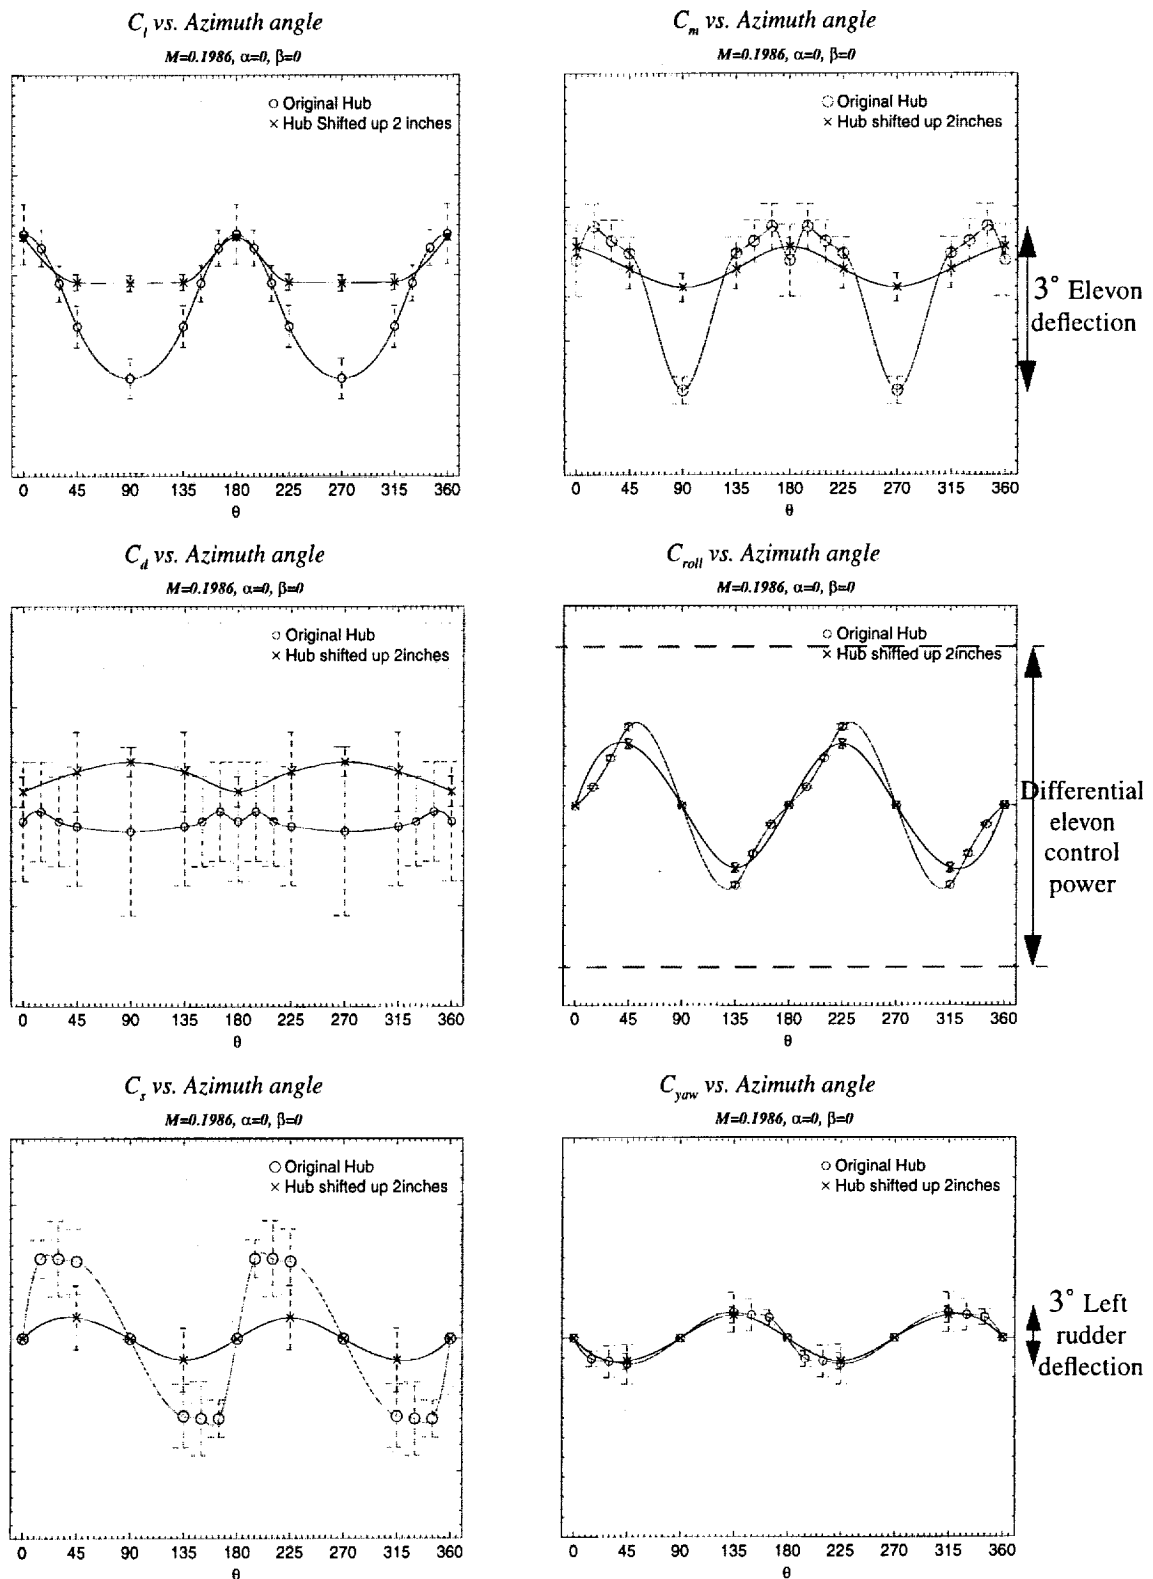 C_l vs. Azimuth angle
M=0.1986, α=0, β=0
Original Hub
Hub Shifted up 2 inches
0 45 90 135 180 225 270 315 360
θ
C_m vs. Azimuth angle
M=0.1986, α=0, β=0
Original Hub
Hub shifted up 2inches
3° Elevon
deflection
0 45 90 135 180 225 270 315 360
θ
C_d vs. Azimuth angle
M=0.1986, α=0, β=0
Original Hub
Hub shifted up 2inches
0 45 90 135 180 225 270 315 360
θ
C_roll vs. Azimuth angle
M=0.1986, α=0, β=0
Original Hub
Hub shifted up 2inches
Differential
elevon
control
power
0 45 90 135 180 225 270 315 360
θ
C_s vs. Azimuth angle
M=0.1986, α=0, β=0
Original Hub
Hub shifted up 2inches
0 45 90 135 180 225 270 315 360
θ
C_yaw vs. Azimuth angle
M=0.1986, α=0, β=0
Original Hub
Hub shifted up 2inches
3° Left
rudder
deflection
0 45 90 135 180 225 270 315 360
θ